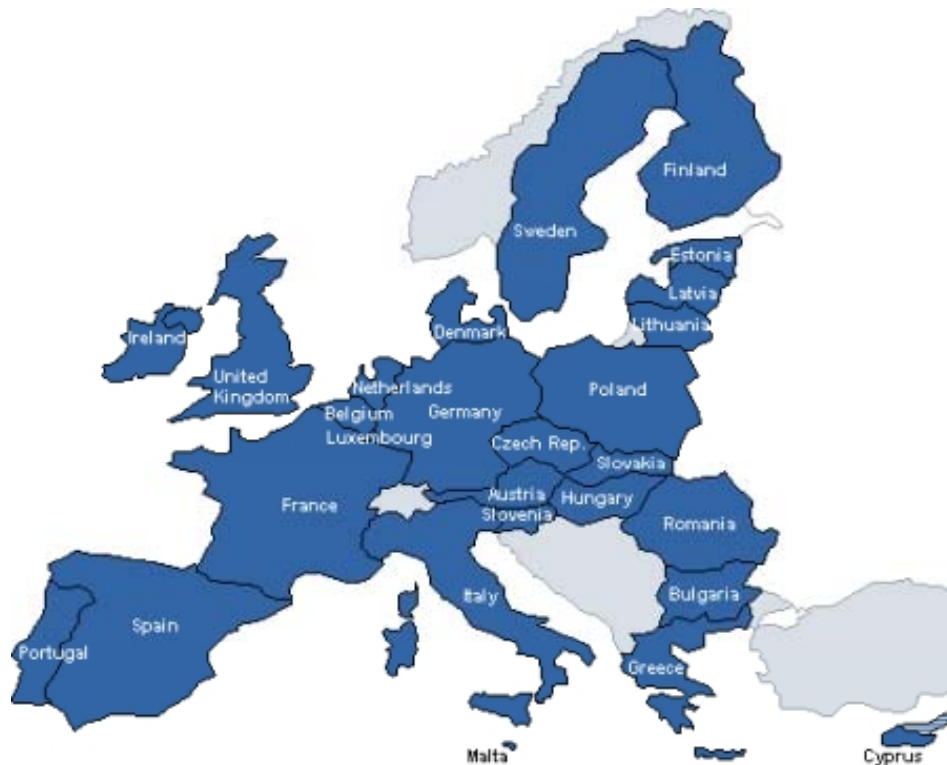 Finland
Sweden
Estonia
Latvia
Lithuania
Denmark
Ireland
United
Kingdom
Netherlands
Poland
Belgium
Germany
Luxembourg
Czech Rep.
Slovakia
Austria
Hungary
France
Slovenia
Romania
Italy
Bulgaria
Spain
Portugal
Greece
Malta
Cyprus